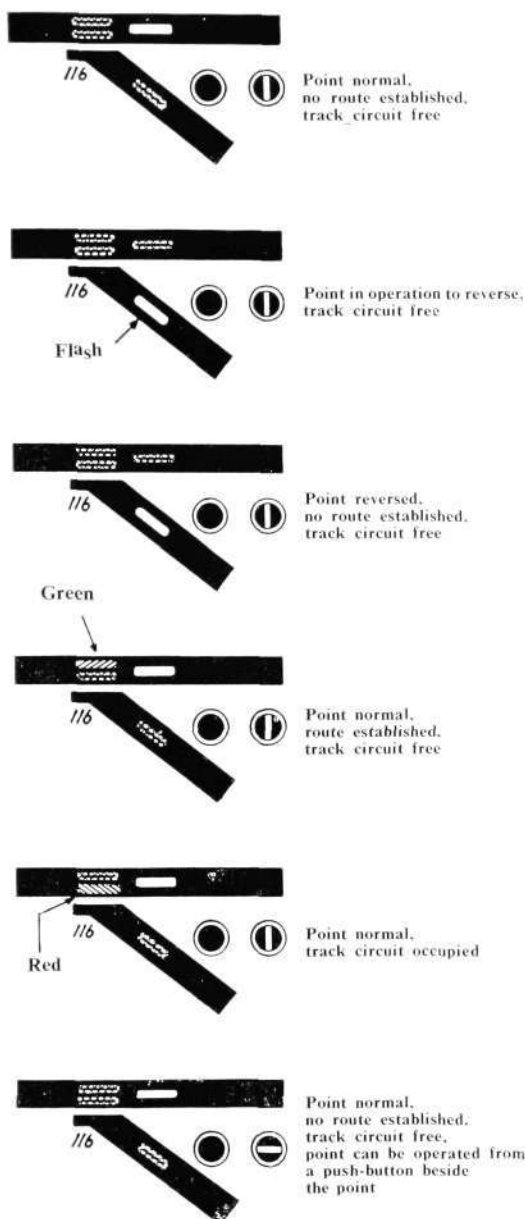 116
Point normal,
no route established,
track circuit free
116
Point in operation to reverse,
track circuit free
Flash
116
Point reversed,
no route established,
track circuit free
Green
116
Point normal,
route established,
track circuit free
116
Point normal,
track circuit occupied
Red
116
Point normal,
no route established,
track circuit free,
point can be operated from
a push-button beside
the point